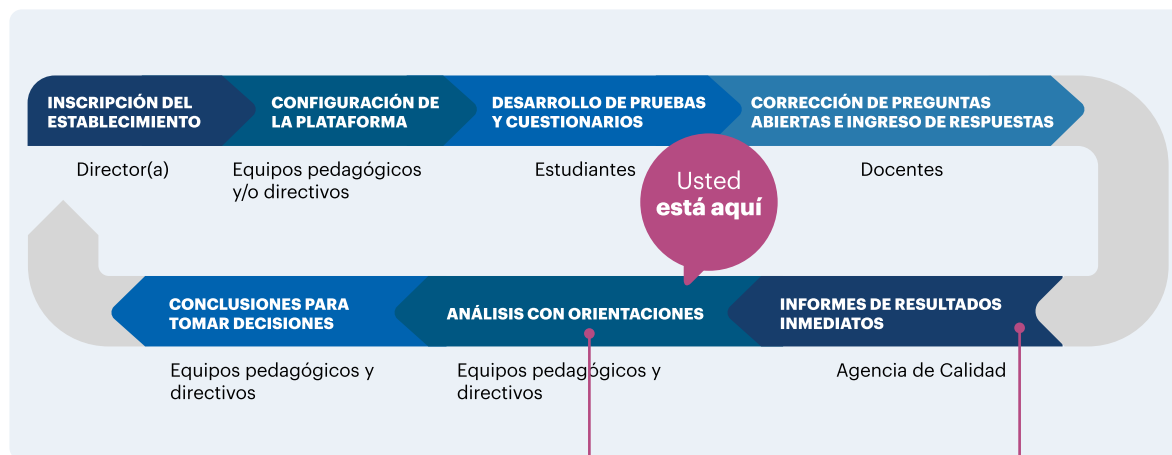 INSCRIPCIÓN DEL
ESTABLECIMIENTO
Director(a)
CONFIGURACIÓN DE
LA PLATAFORMA
Equipos pedagógicos
y/o directivos
DESARROLLO DE PRUEBAS
Y CUESTIONARIOS
Estudiantes
CORRECCIÓN DE PREGUNTAS
ABIERTAS E INGRESO DE RESPUESTAS
Docentes
Usted
está aquí
INFORMES DE RESULTADOS
INMEDIATOS
Agencia de Calidad
ANÁLISIS CON ORIENTACIONES
Equipos pedagógicos y
directivos
CONCLUSIONES PARA
TOMAR DECISIONES
Equipos pedagógicos y
directivos